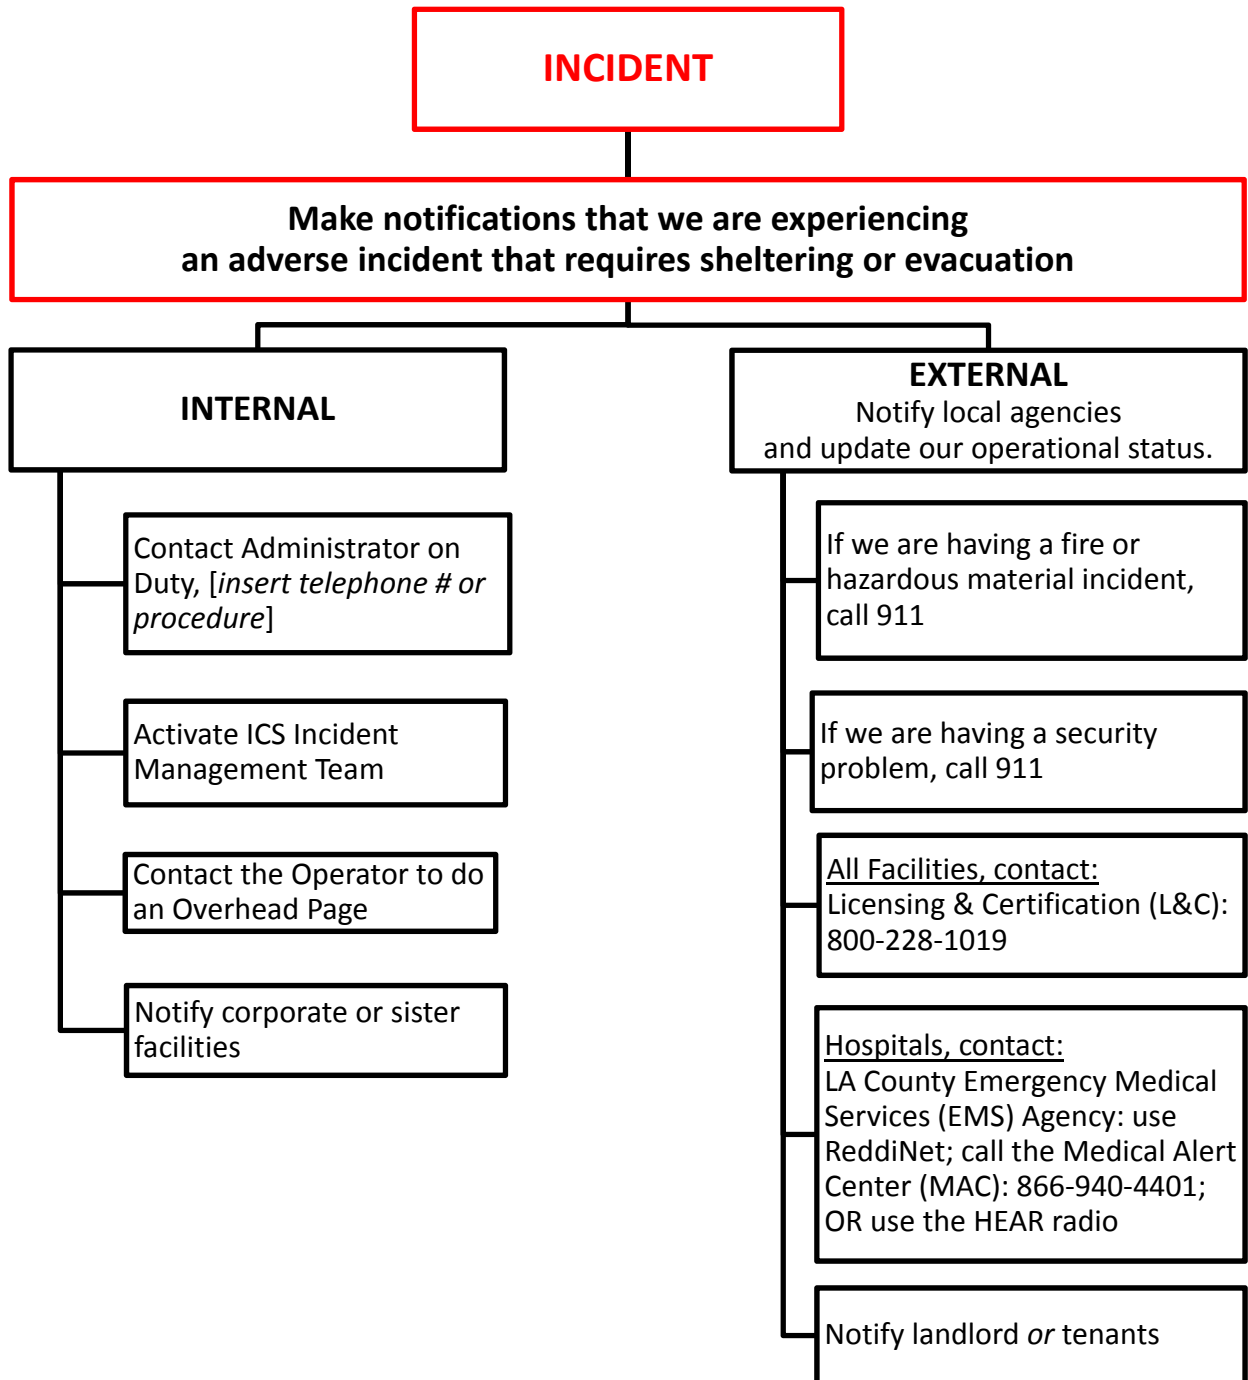 INCIDENT
Make notifications that we are experiencing
an adverse incident that requires sheltering or evacuation
INTERNAL
Contact Administrator on
Duty, [insert telephone # or
procedure]
Activate ICS Incident
Management Team
Contact the Operator to do
an Overhead Page
Notify corporate or sister
facilities
EXTERNAL
Notify local agencies
and update our operational status.
If we are having a fire or
hazardous material incident,
call 911
If we are having a security
problem, call 911
All Facilities, contact:
Licensing & Certification (L&C):
800-228-1019
Hospitals, contact:
LA County Emergency Medical
Services (EMS) Agency: use
ReddiNet; call the Medical Alert
Center (MAC): 866-940-4401;
OR use the HEAR radio
Notify landlord or tenants